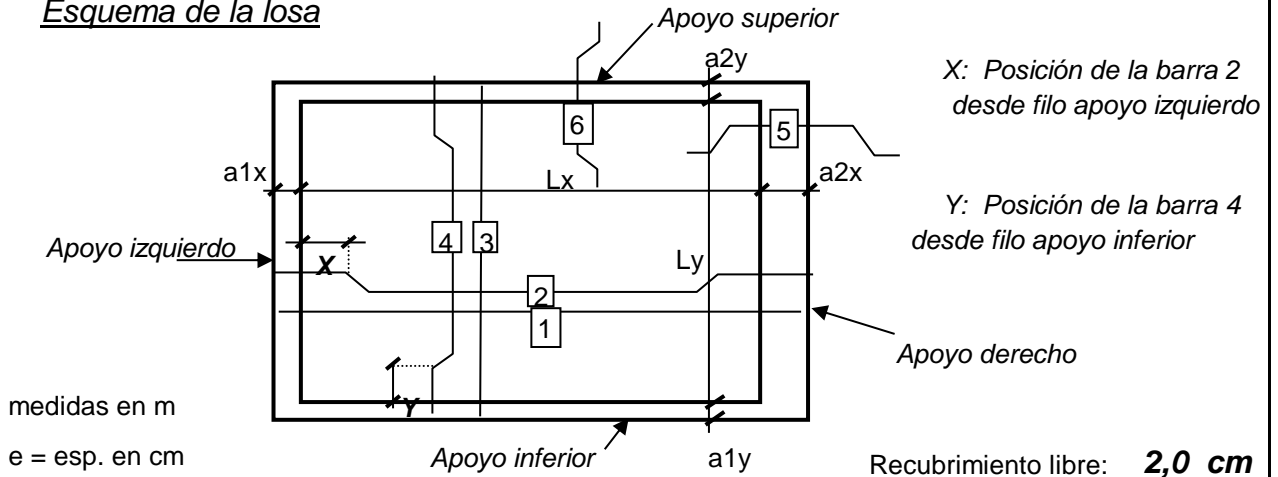 Esquema de la losa
Apoyo superior
a2y
X: Posición de la barra 2
desde filo apoyo izquierdo
6
5
a1x
Lx
a2x
Y: Posición de la barra 4
desde filo apoyo inferior
Apoyo izquierdo
4
3
X
Ly
2
1
Apoyo derecho
medidas en m
Y
e = esp. en cm
Apoyo inferior
a1y
Recubrimiento libre: 2,0 cm